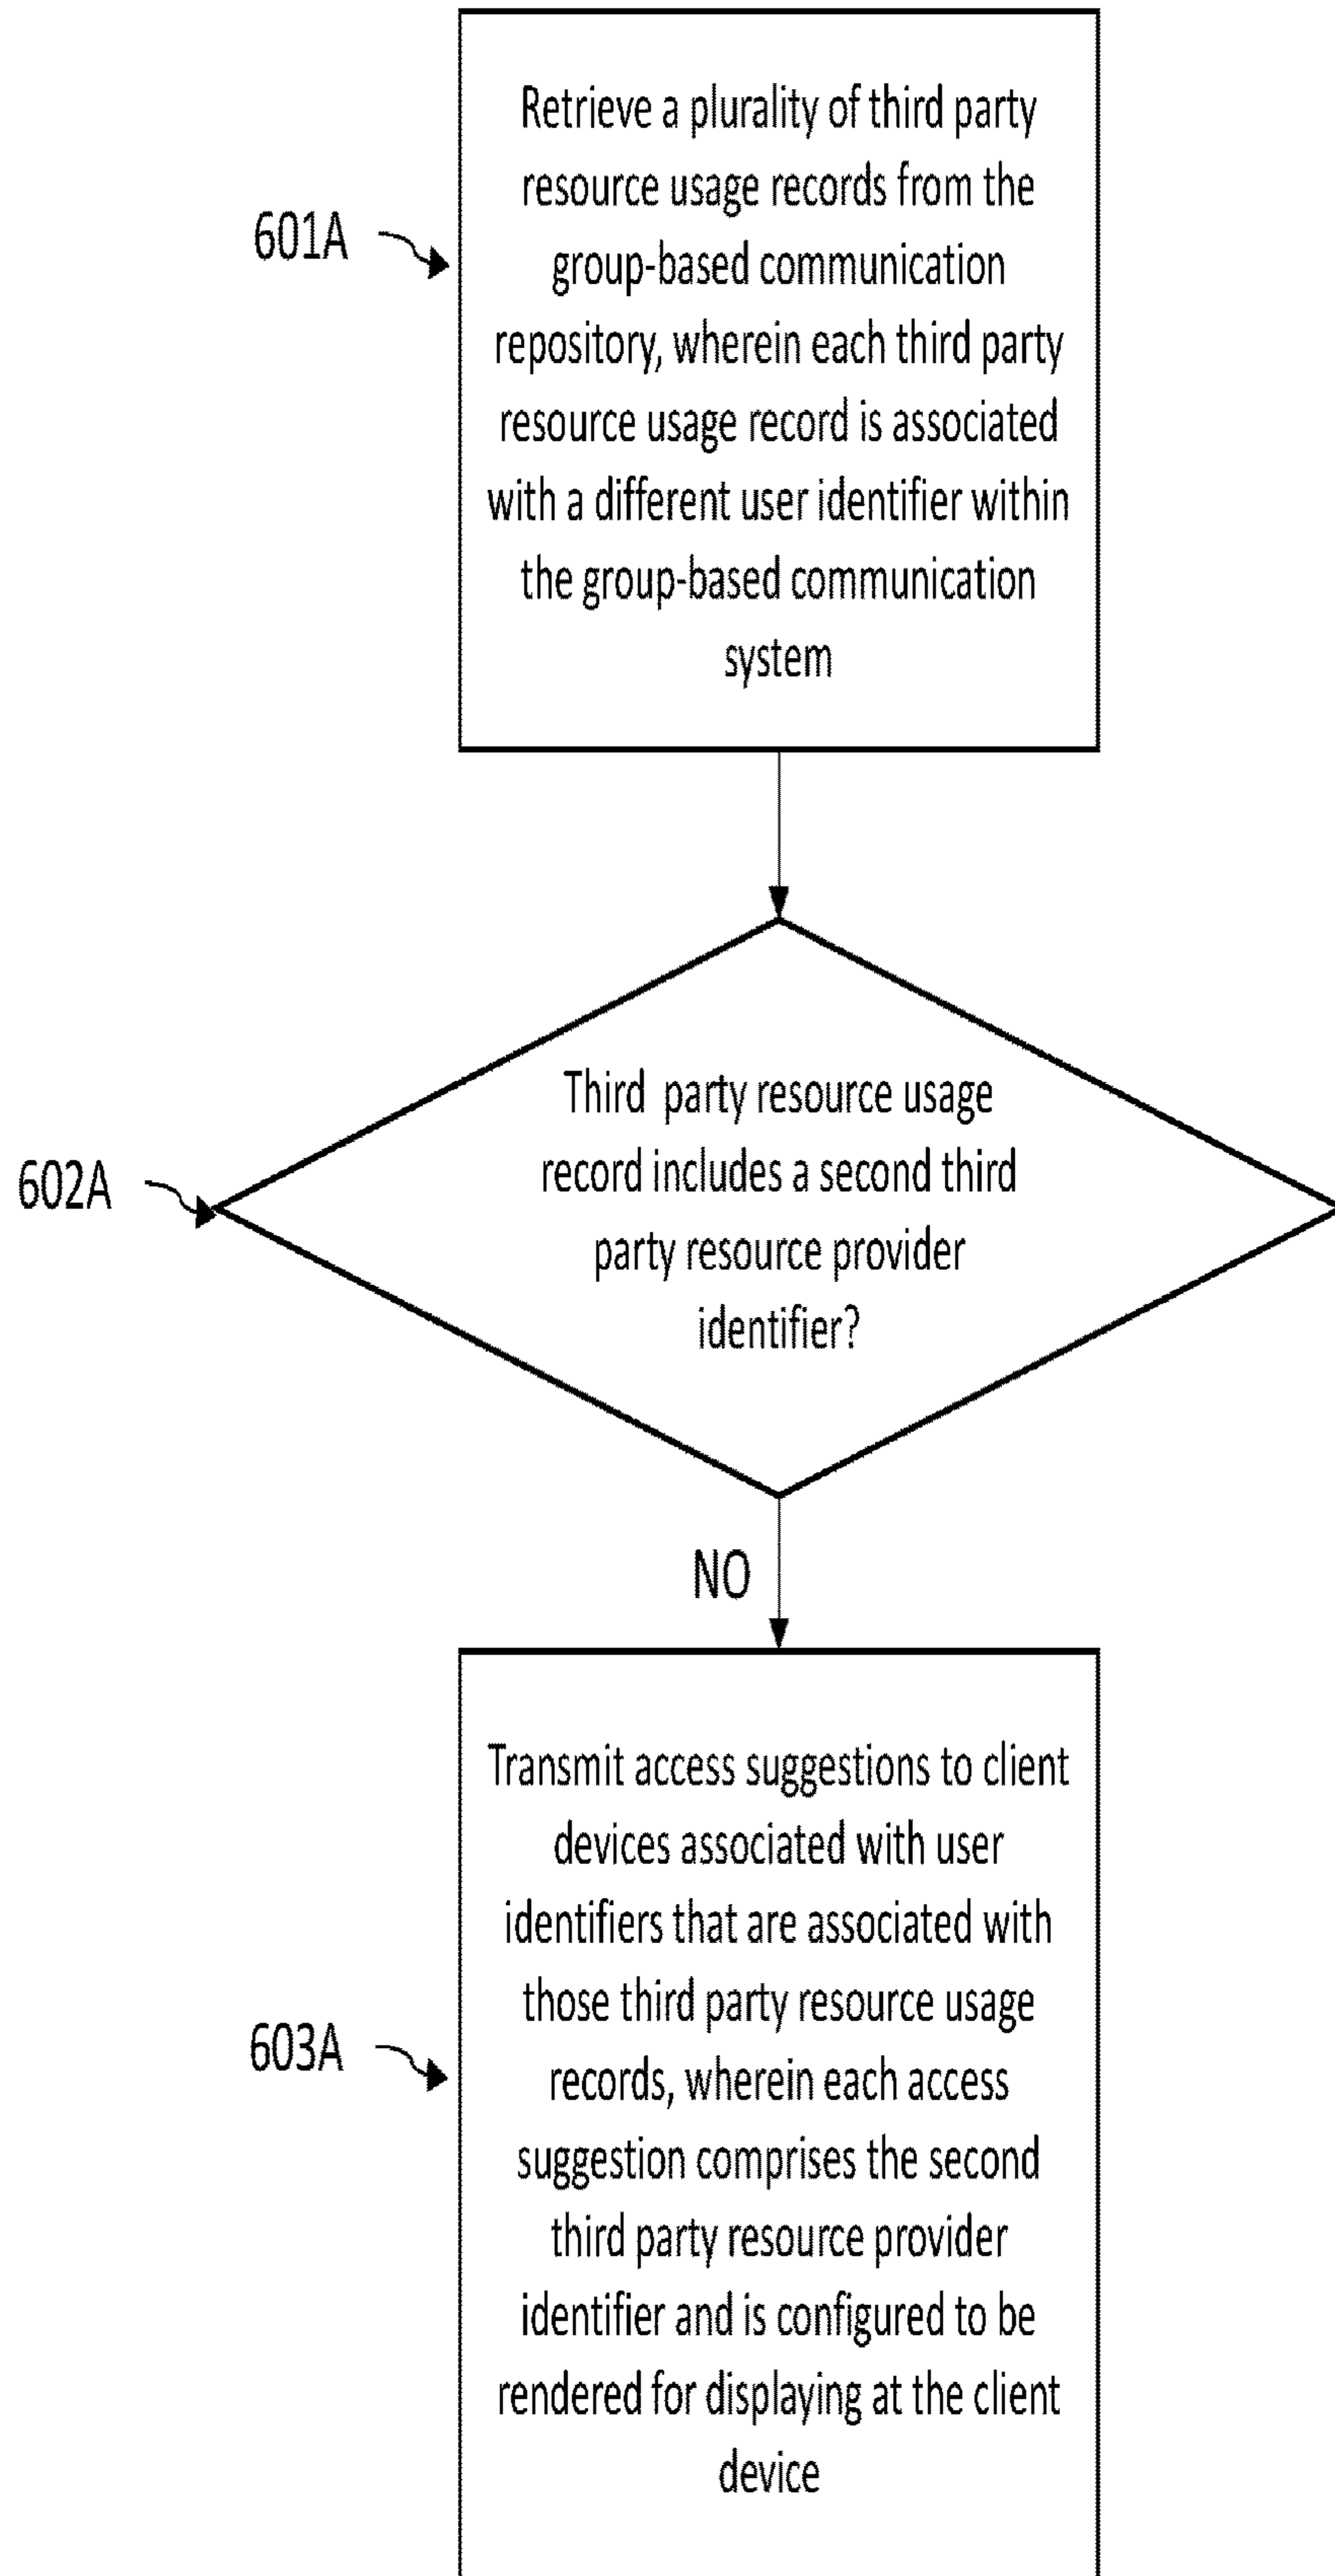 Retrieve a plurality of third party
resource usage records from the
group-based communication
repository, wherein each third party
resource usage record is associated
with a different user identifier within
the group-based communication
system
601A
Third party resource usage
record includes a second third
party resource provider
identifier?
602A
NO
Transmit access suggestions to client
devices associated with user
identifiers that are associated with
those third party resource usage
records, wherein each access
suggestion comprises the second
third party resource provider
identifier and is configured to be
rendered for displaying at the client
device
603A